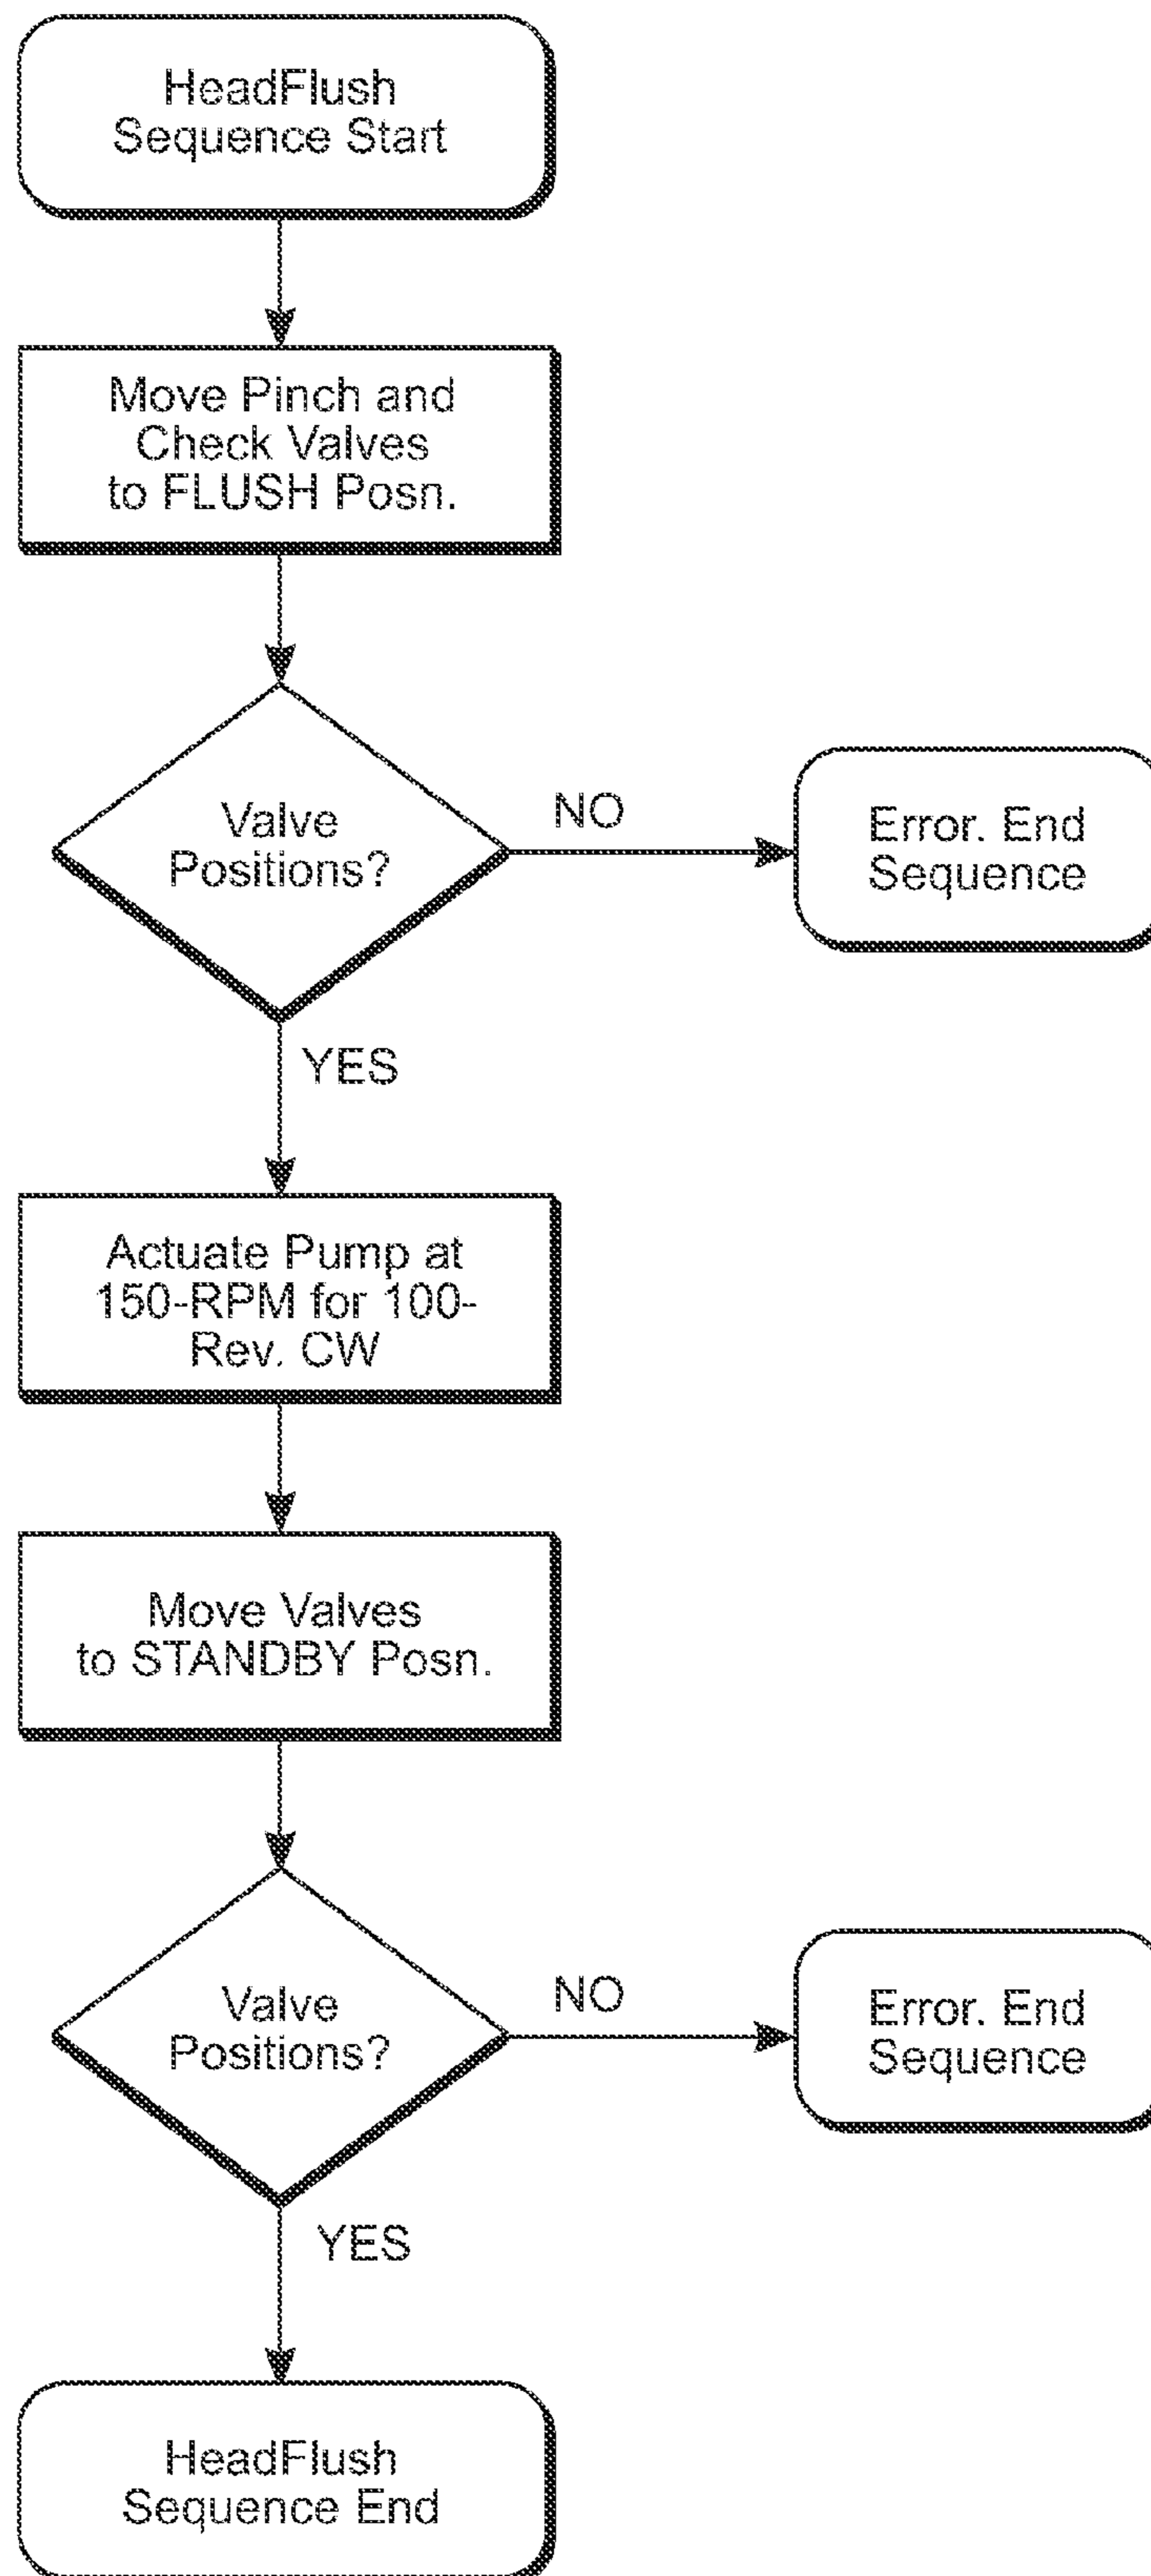 HeadFlush
Sequence Start
Move Pinch and
Check Valves
to FLUSH Posn.
Valve
Positions?
NO
Error. End
Sequence
YES
Actuate Pump at
150-RPM for 100-
Rev. CW
Move Valves
to STANDBY Posn.
Valve
Positions?
NO
Error. End
Sequence
YES
HeadFlush
Sequence End